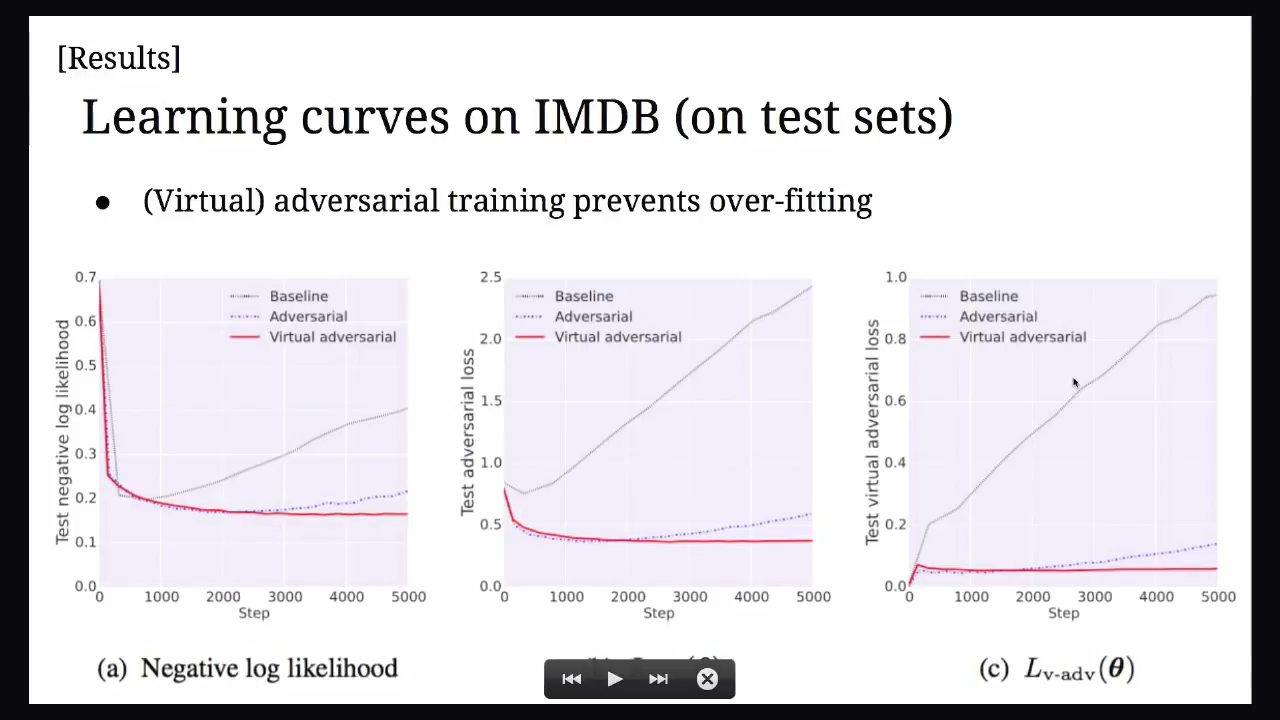 [Results]
Learning curves on IMDB (on test sets)
● (Virtual) adversarial training prevents over-fitting
Test negative log likelihood
0.7
0.6
0.5
0.4
0.3
0.2
0.1
0.0
Baseline
Adversarial
Virtual adversarial
0 1000 2000 3000 4000 5000
Step
(a) Negative log likelihood
Test adversarial loss
2.5
2.0
1.5
1.0
0.5
0.0
Baseline
Adversarial
Virtual adversarial
0 1000 2000 3000 4000 5000
Step
Test virtual adversarial loss
1.0
0.8
0.6
0.4
0.2
0.0
Baseline
Adversarial
Virtual adversarial
0 1000 2000 3000 4000 5000
Step
(c) L_v-adv(θ)